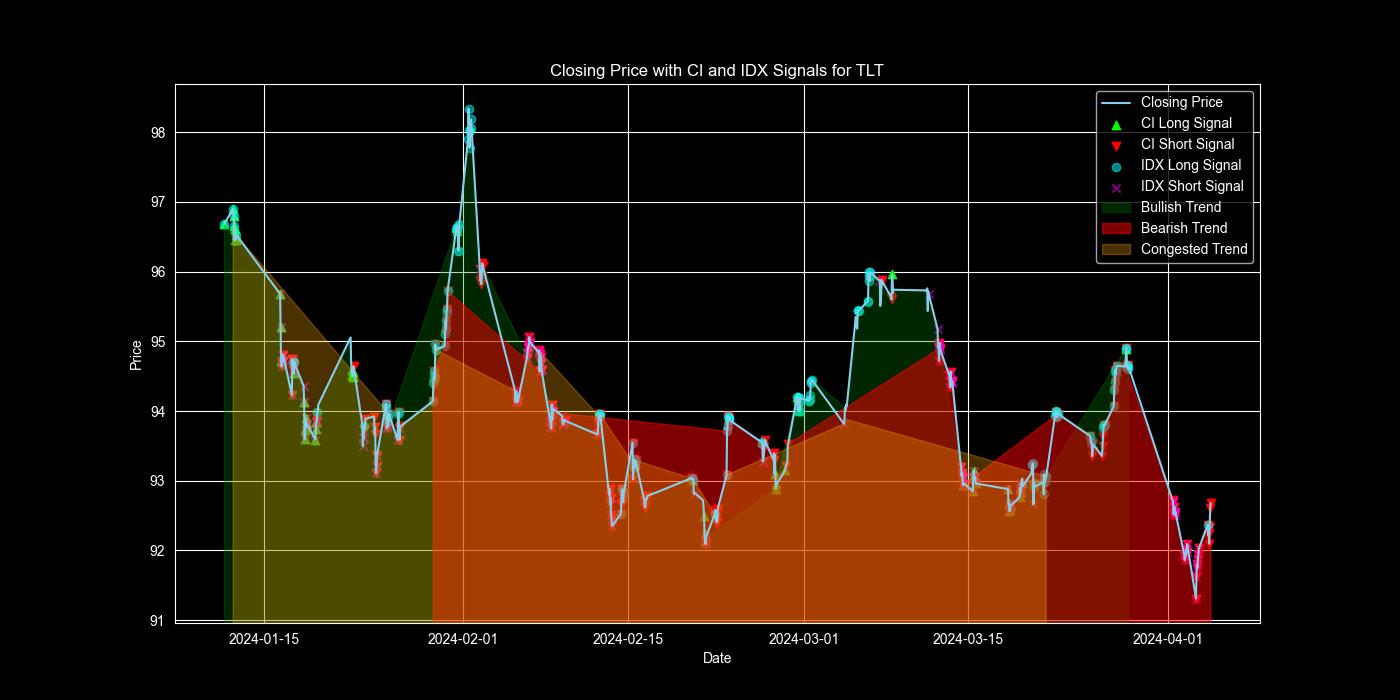 Closing Price with CI and IDX Signals for TLT
Closing Price
CI Long Signal
CI Short Signal
IDX Long Signal
IDX Short Signal
Bullish Trend
Bearish Trend
Congested Trend
Price
98
97
96
95
94
93
92
91
2024-01-15
2024-02-01
2024-02-15
2024-03-01
2024-03-15
2024-04-01
Date